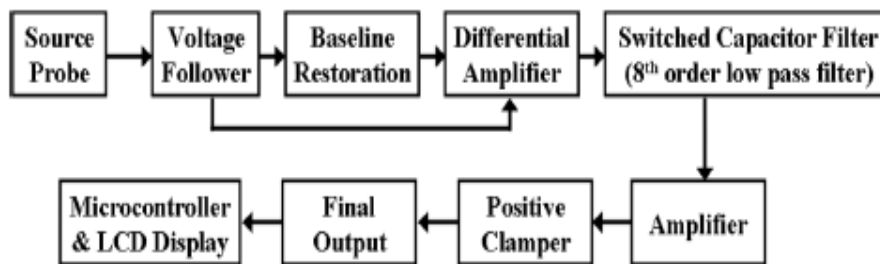 Source
Probe
Voltage
Follower
Baseline
Restoration
Differential
Amplifier
Switched Capacitor Filter
(8th order low pass filter)
Microcontroller
& LCD Display
Final
Output
Positive
Clamper
Amplifier